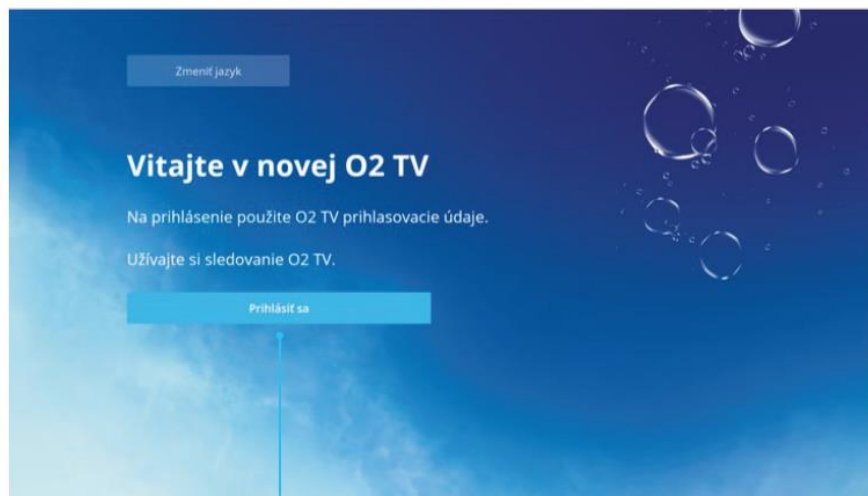 Zmeniť jazyk
Vitajte v novej O2 TV
Na prihlásenie použite O2 TV prihlasovacie údaje.
Užívajte si sledovanie O2 TV.
Prihlásiť sa